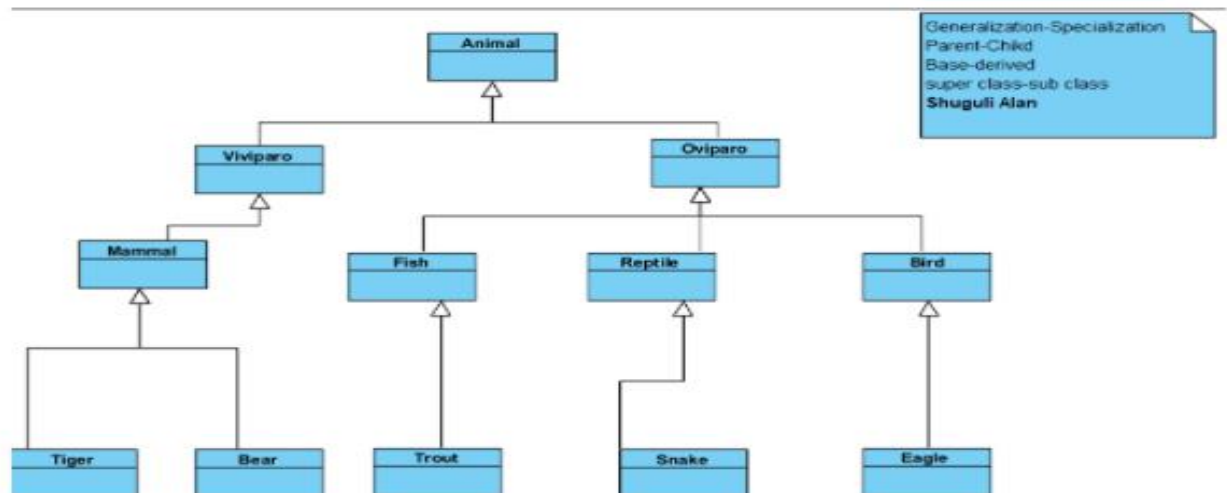 Generalization-Specialization
Parent-Chikd
Base-derived
super class-sub class
Shuguli Alan
Animal
Viviparo
Oviparo
Mammal
Fish
Reptile
Bird
Tiger
Bear
Trout
Snake
Eagle